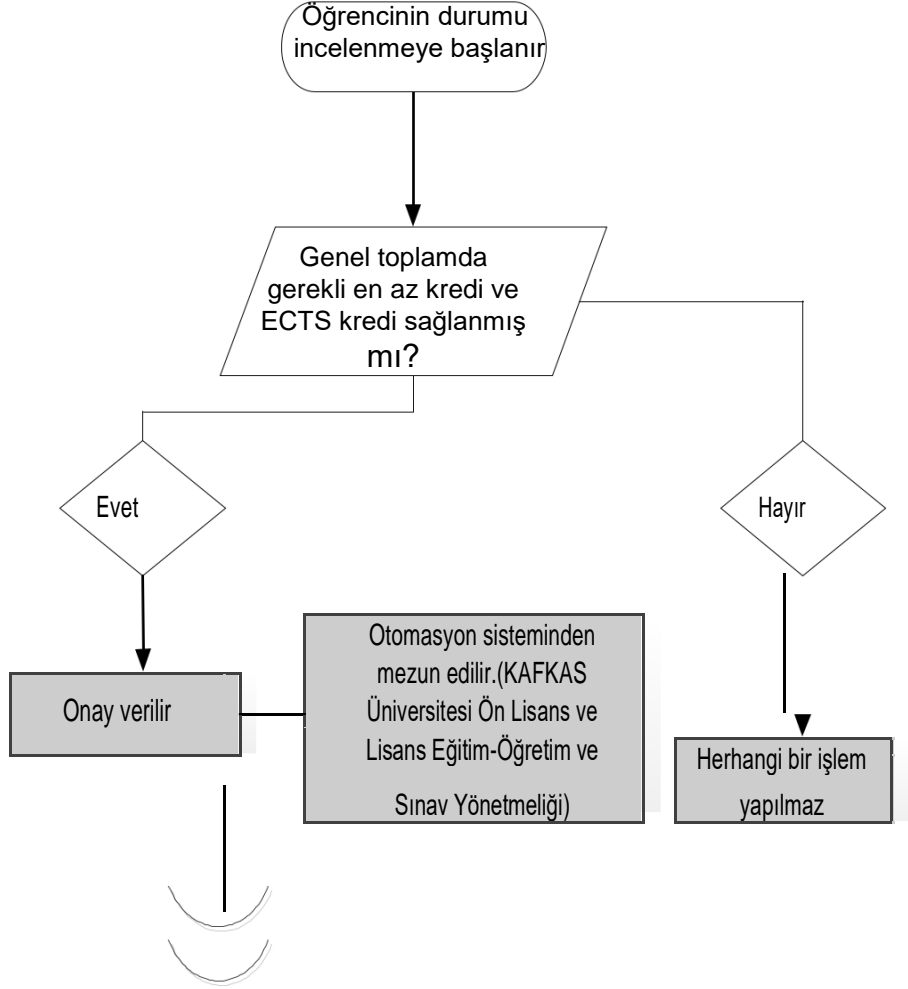 Öğrencinin durumu
incelenmeye başlanır
Genel toplamda
gerekli en az kredi ve
ECTS kredi sağlanmış
mı?
Evet
Hayır
Onay verilir
Otomasyon sisteminden
mezun edilir.(KAFKAS
Üniversitesi Ön Lisans ve
Lisans Eğitim-Öğretim ve
Sınav Yönetmeliği)
Herhangi bir işlem
yapılmaz